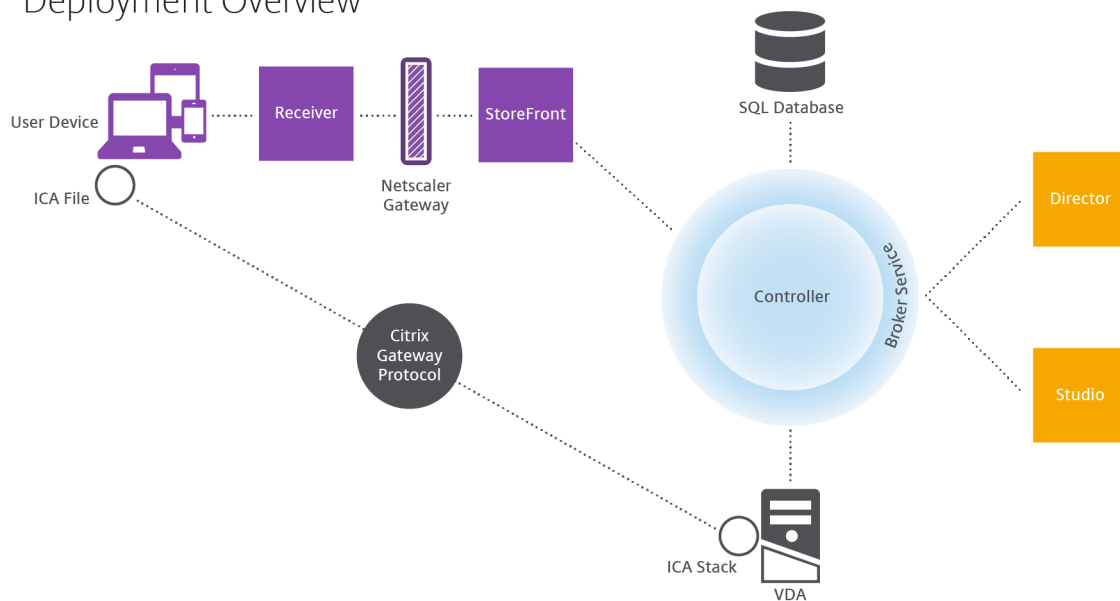 Deployment Overview
User Device
Receiver
StoreFront
SQL Database
ICA File
Netscaler
Gateway
Director
Broker Service
Controller
Citrix
Gateway
Protocol
Studio
ICA Stack
VDA